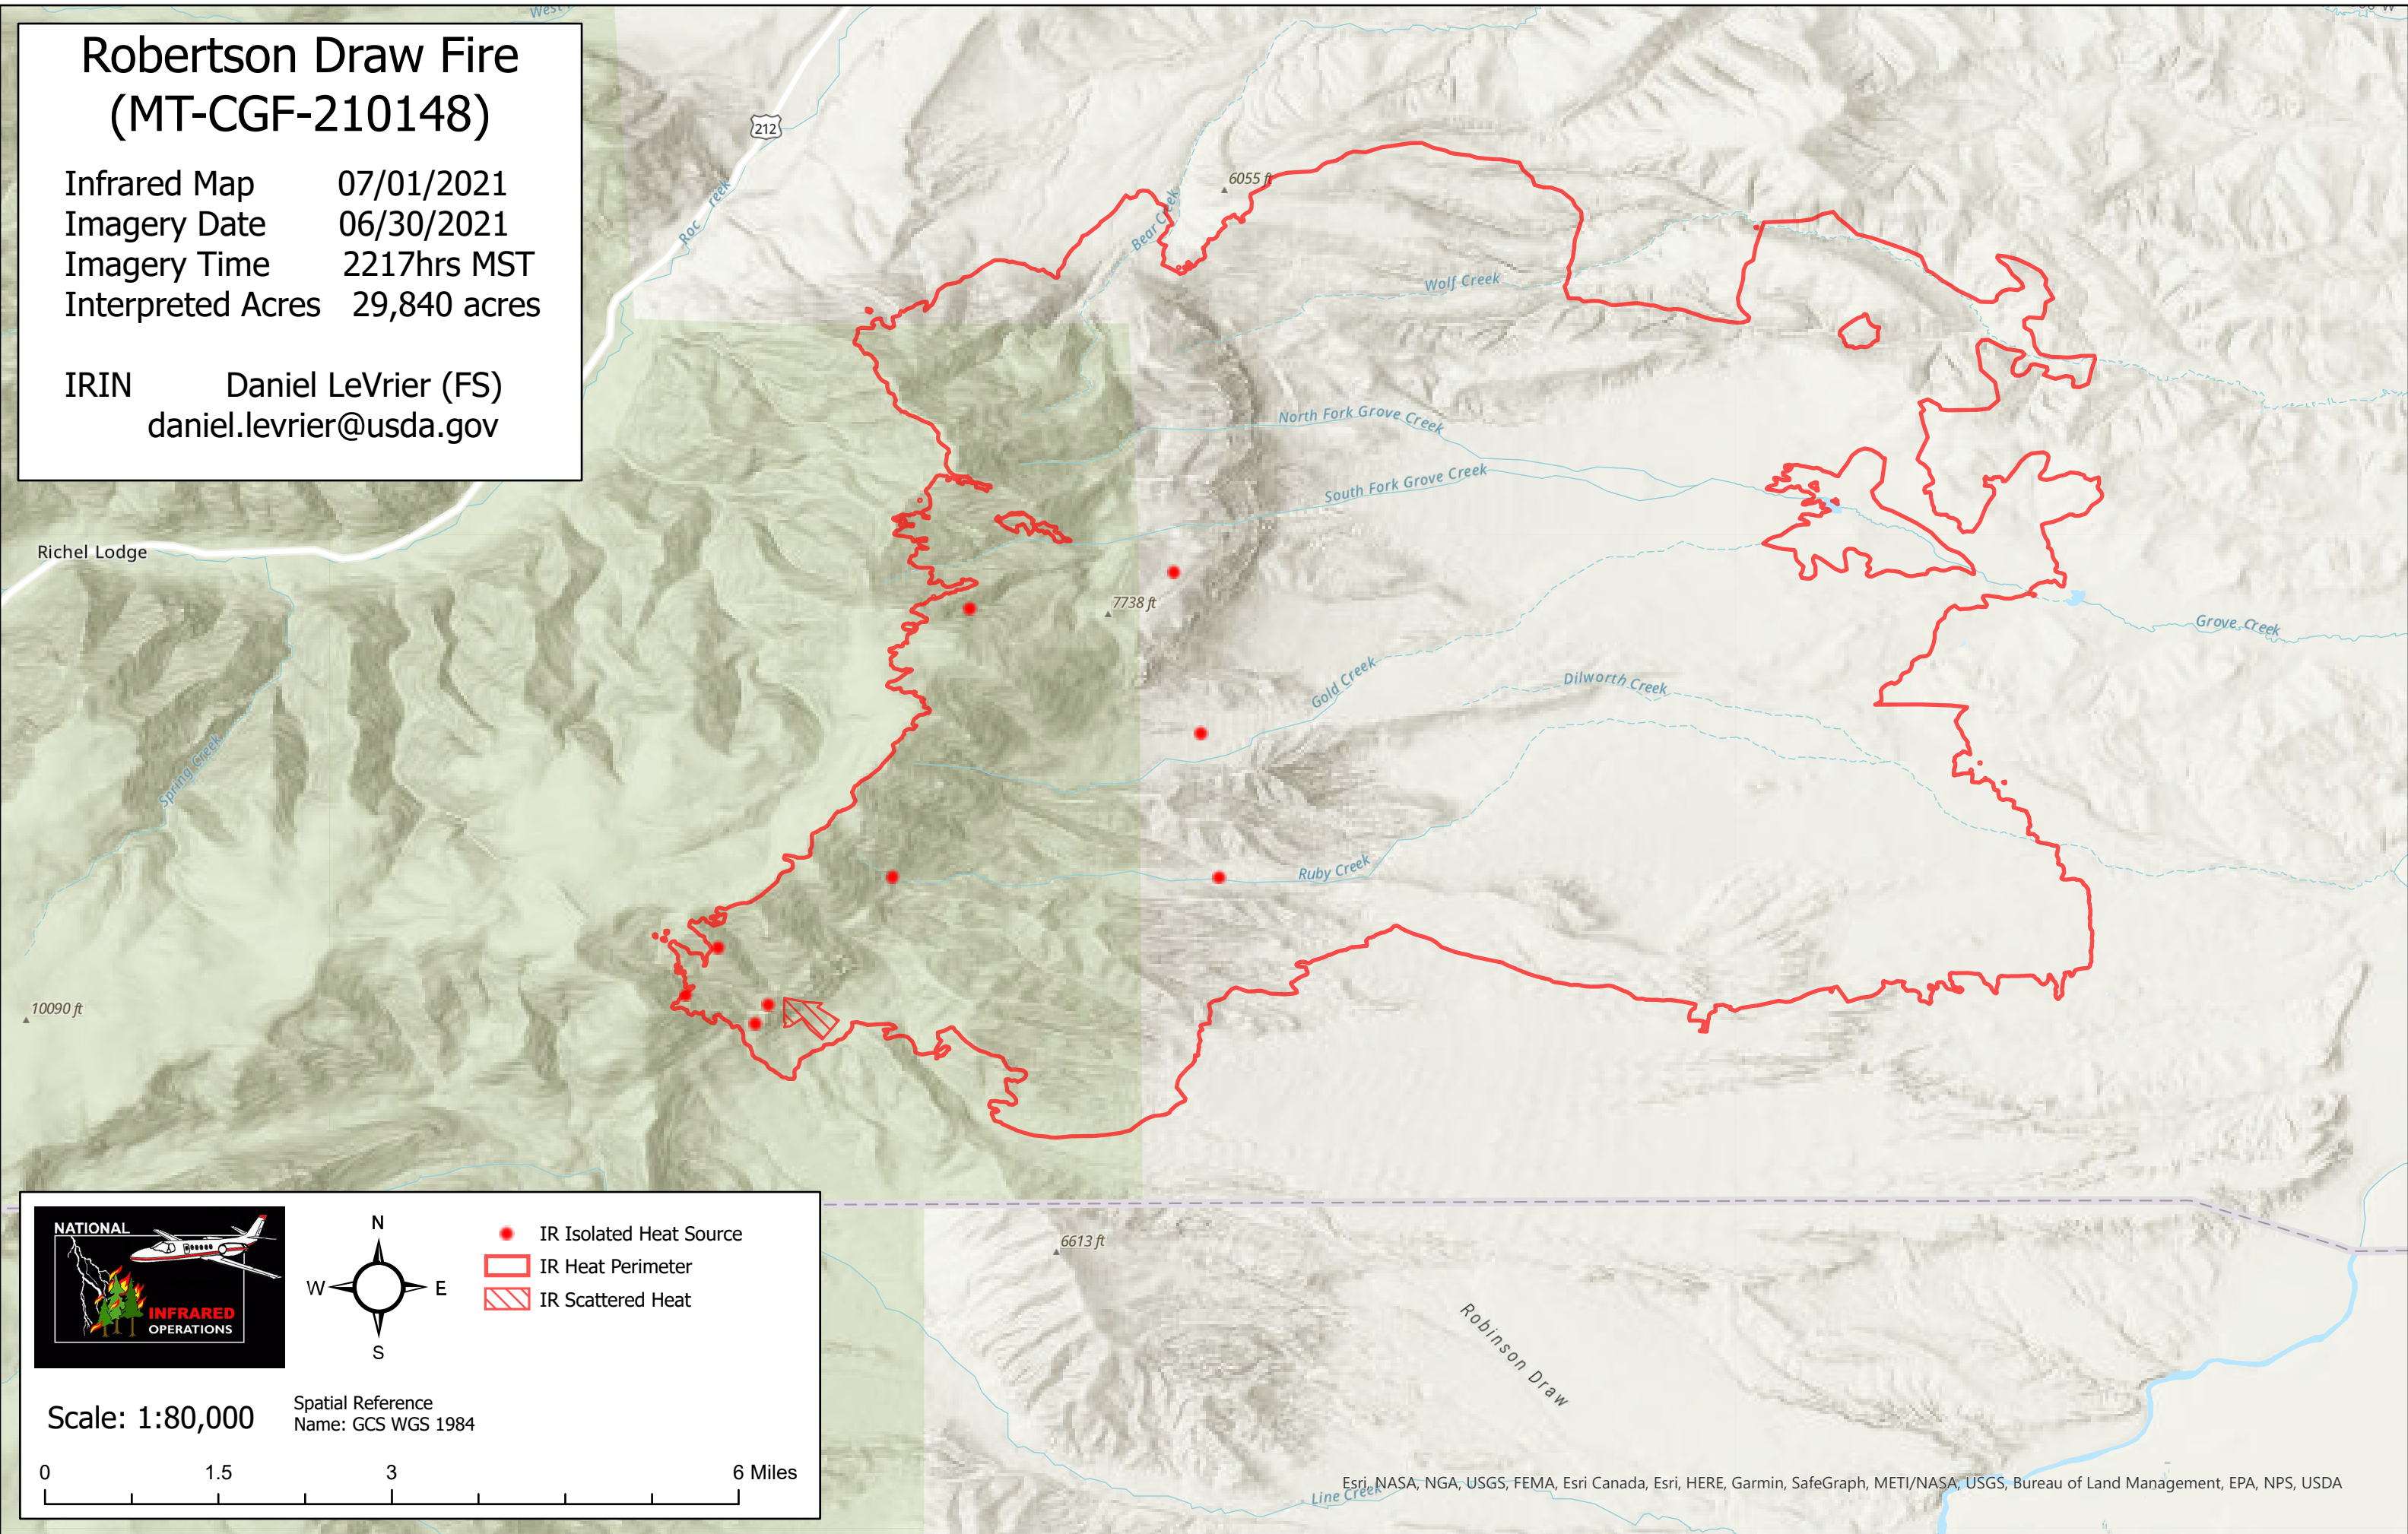 West
Robertson Draw Fire
(MT-CGF-210148)
Infrared Map 07/01/2021
Imagery Date 06/30/2021
Imagery Time 2217hrs MST
Interpreted Acres 29,840 acres
IRIN Daniel LeVrier (FS)
daniel.levrier@usda.gov
212
Roc reek
Bear Creek
6055 ft
Wolf Creek
North Fork Grove Creek
South Fork Grove Creek
Richel Lodge
7738 ft
Grove Creek
Gold Creek
Dilworth Creek
Spring Creek
Ruby Creek
10090 ft
6613 ft
Robinson Draw
Line Creek
NATIONAL
INFRARED
OPERATIONS
N
W E
S
IR Isolated Heat Source
IR Heat Perimeter
IR Scattered Heat
Scale: 1:80,000
Spatial Reference
Name: GCS WGS 1984
0 1.5 3 6 Miles
Esri, NASA, NGA, USGS, FEMA, Esri Canada, Esri, HERE, Garmin, SafeGraph, METI/NASA, USGS, Bureau of Land Management, EPA, NPS, USDA